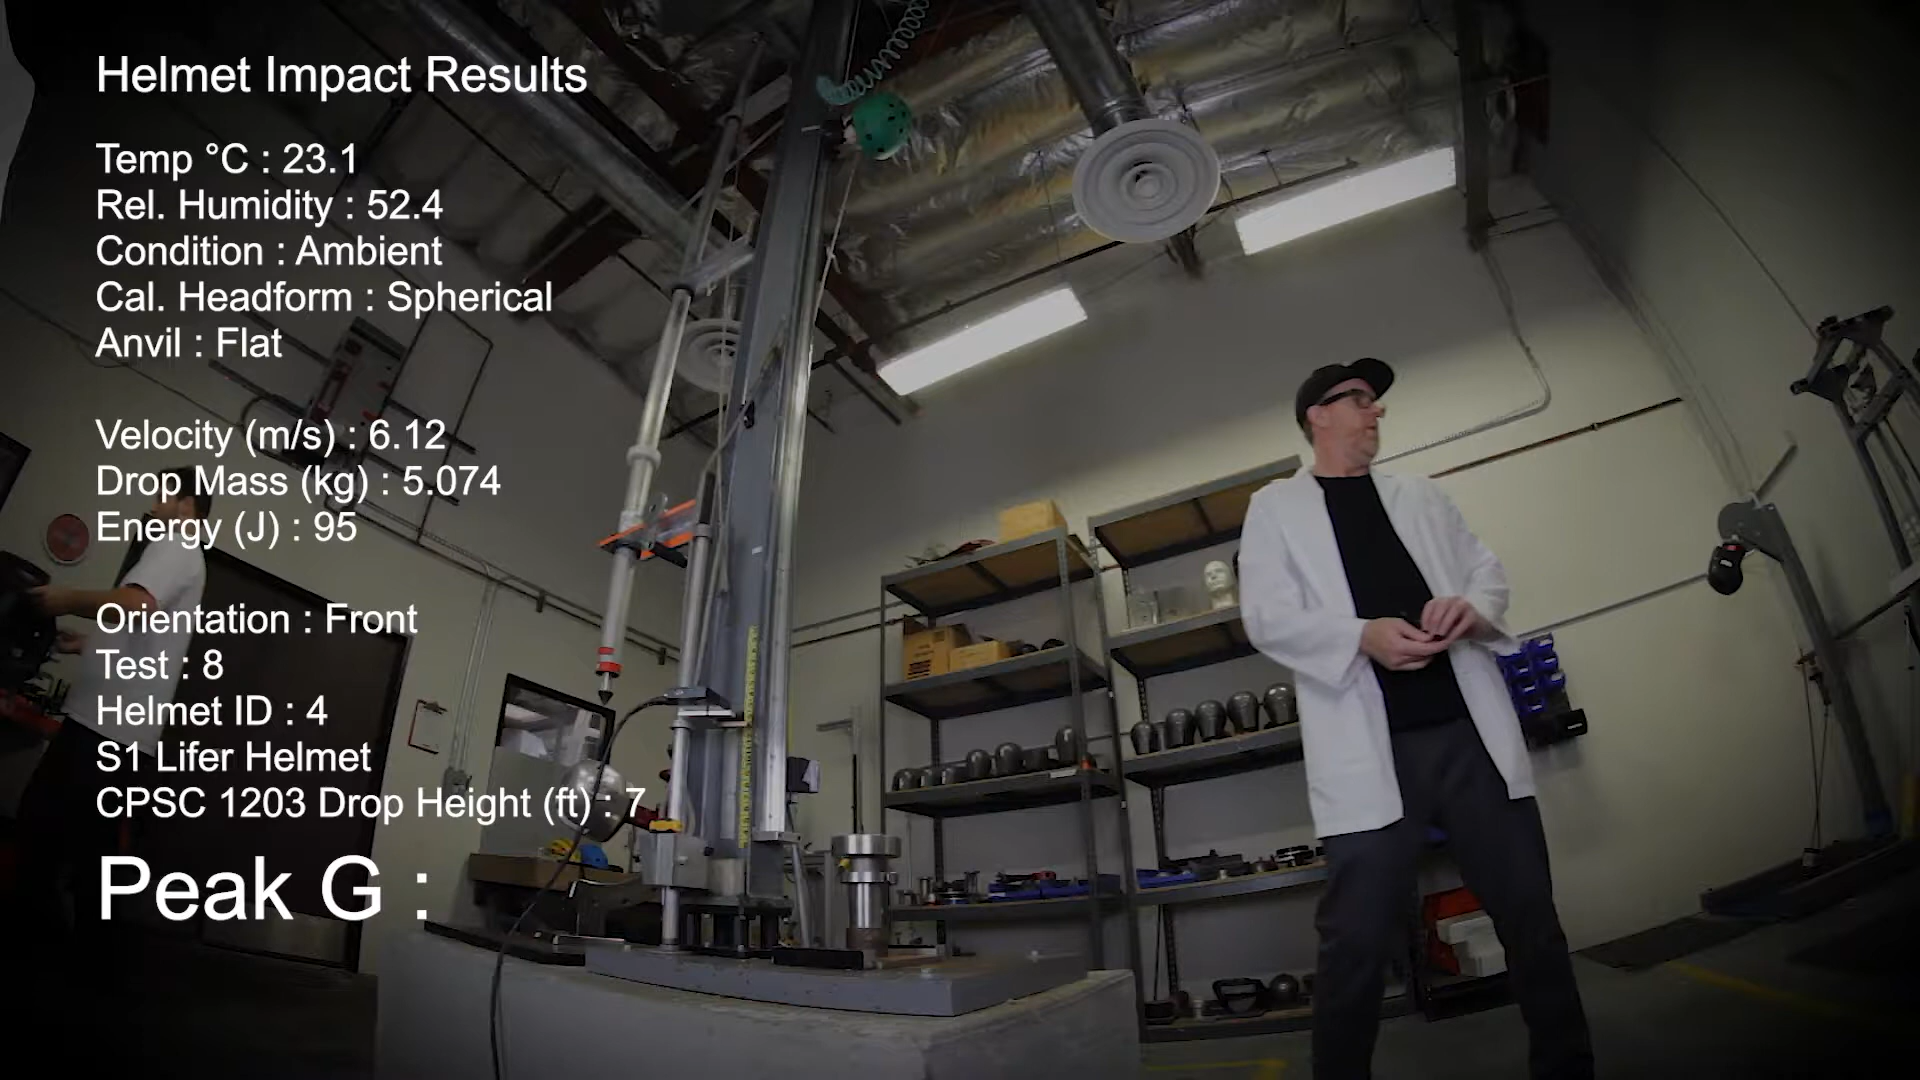 Helmet Impact Results
Temp °C : 23.1
Rel. Humidity : 52.4
Condition : Ambient
Cal. Headform : Spherical
Anvil : Flat
Velocity (m/s) : 6.12
Drop Mass (kg) : 5.074
Energy (J) : 95
Orientation : Front
Test : 8
Helmet ID : 4
S1 Lifer Helmet
CPSC 1203 Drop Height (ft) : 7
Peak G :